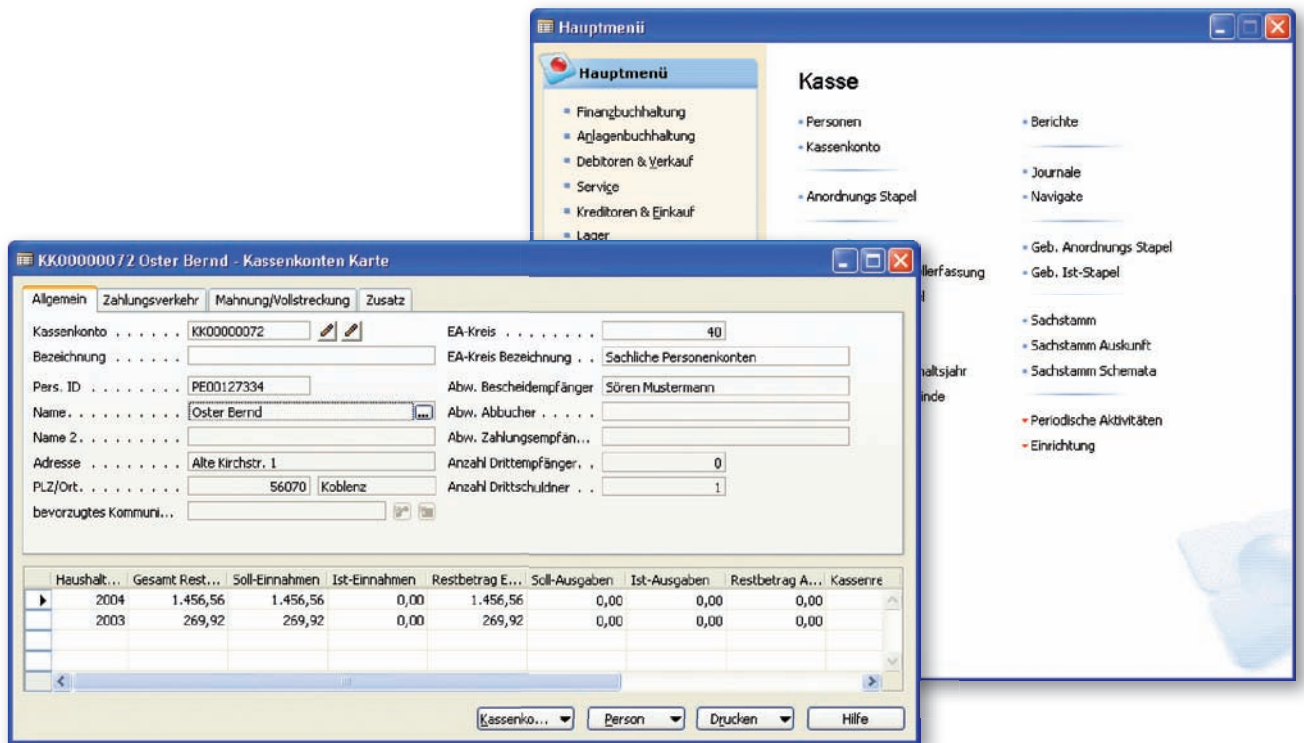 Hauptmenü
Hauptmenü
Finanzbuchhaltung
Anlagenbuchhaltung
Debitoren & Verkauf
Service
Kreditoren & Einkauf
Lager
Kasse
Personen
Kassenkonto
Anordnungs Stapel
llerfassung
haltsjahr
inde
Berichte
Journale
Navigate
Geb. Anordnungs Stapel
Geb. Ist-Stapel
Sachstamm
Sachstamm Auskunft
Sachstamm Schemata
Periodische Aktivitäten
Einrichtung
KK00000072 Oster Bernd - Kassenkonten Karte
Allgemein Zahlungsverkehr Mahnung/Vollstreckung Zusatz
Kassenkonto . . . . . . KK00000072
Bezeichnung . . . . . .
Pers. ID . . . . . . . . PE00127334
Name. . . . . . . . . . Oster Bernd ...
Name 2. . . . . . . . .
Adresse . . . . . . . . Alte Kirchstr. 1
PLZ/Ort. . . . . . . . . 56070 Koblenz
bevorzugtes Kommuni...
EA-Kreis . . . . . . . . 40
EA-Kreis Bezeichnung . . Sachliche Personenkonten
Abw. Bescheidempfänger Sören Mustermann
Abw. Abbucher . . . . .
Abw. Zahlungsempfän...
Anzahl Drittempfänger. . 0
Anzahl Drittschuldner . . 1
Haushalt... Gesamt Rest... Soll-Einnahmen Ist-Einnahmen Restbetrag E... Soll-Ausgaben Ist-Ausgaben Restbetrag A... Kassenre
2004 1.456,56 1.456,56 0,00 1.456,56 0,00 0,00 0,00
2003 269,92 269,92 0,00 269,92 0,00 0,00 0,00
Kassenko... Person Drucken Hilfe